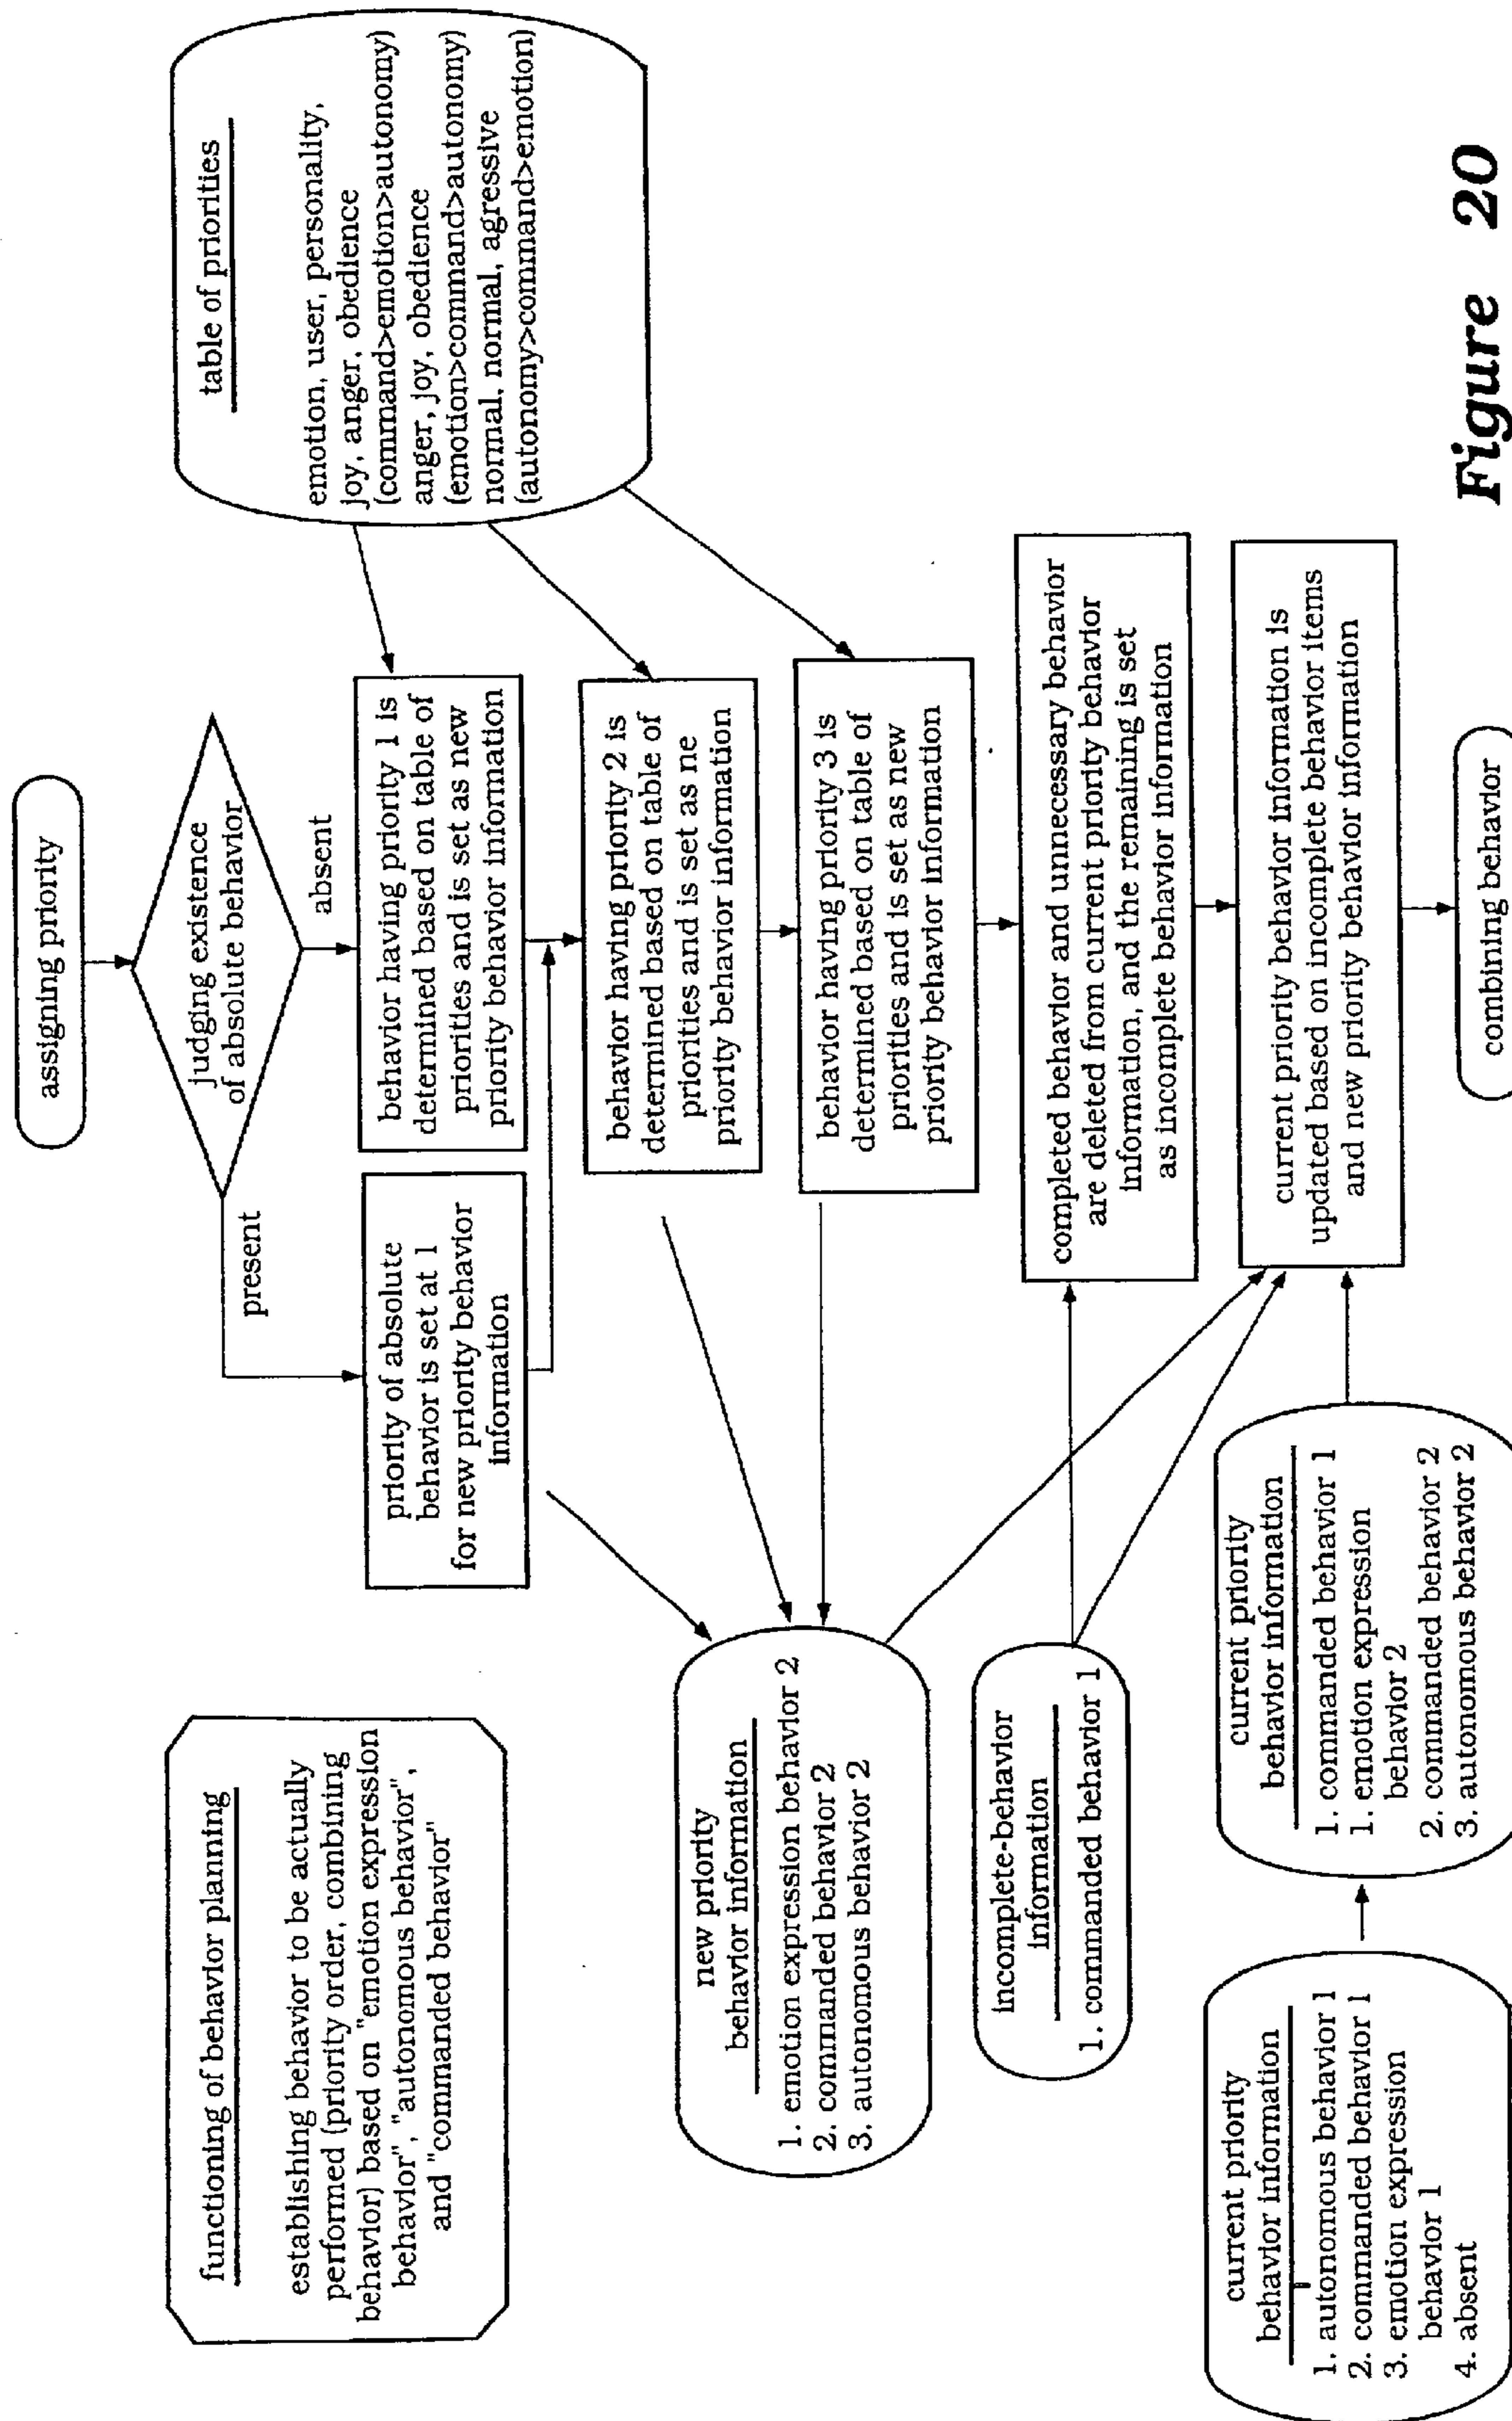 functioning of behavior planning
establishing behavior to be actually
performed (priority order, combining
behavior) based on "emotion expression
behavior", "autonomous behavior",
and "commanded behavior"
assigning priority
judging existence
of absolute behavior
present
absent
priority of absolute
behavior is set at 1
for new priority behavior
information
behavior having priority 1 is
determined based on table of
priorities and is set as new
priority behavior information
table of priorities
emotion, user, personality,
joy, anger, obedience
(command>emotion>autonomy)
anger, joy, obedience
(emotion>command>autonomy)
normal, normal, agressive
(autonomy>command>emotion)
behavior having priority 2 is
determined based on table of
priorities and is set as ne
priority behavior information
new priority
behavior information
1. emotion expression behavior 2
2. commanded behavior 2
3. autonomous behavior 2
behavior having priority 3 is
determined based on table of
priorities and is set as new
priority behavior information
incomplete-behavior
information
1. commanded behavior 1
completed behavior and unnecessary behavior
are deleted from current priority behavior
information, and the remaining is set
as incomplete behavior information
current priority
behavior information
1. autonomous behavior 1
2. commanded behavior 1
3. emotion expression
behavior 1
4. absent
current priority
behavior information
1. commanded behavior 1
1. emotion expression
behavior 2
2. commanded behavior 2
3. autonomous behavior 2
current priority behavior information is
updated based on incomplete behavior items
and new priority behavior information
combining behavior
Figure 20